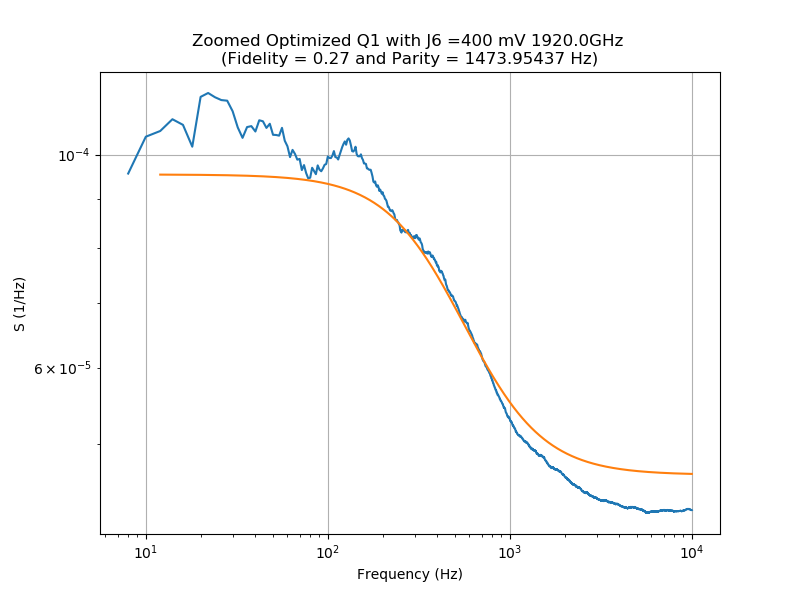 Zoomed Optimized Q1 with J6 =400 mV 1920.0GHz
(Fidelity = 0.27 and Parity = 1473.95437 Hz)
S (1/Hz)
10⁻⁴
6 × 10⁻⁵
10¹ 10² 10³ 10⁴
Frequency (Hz)